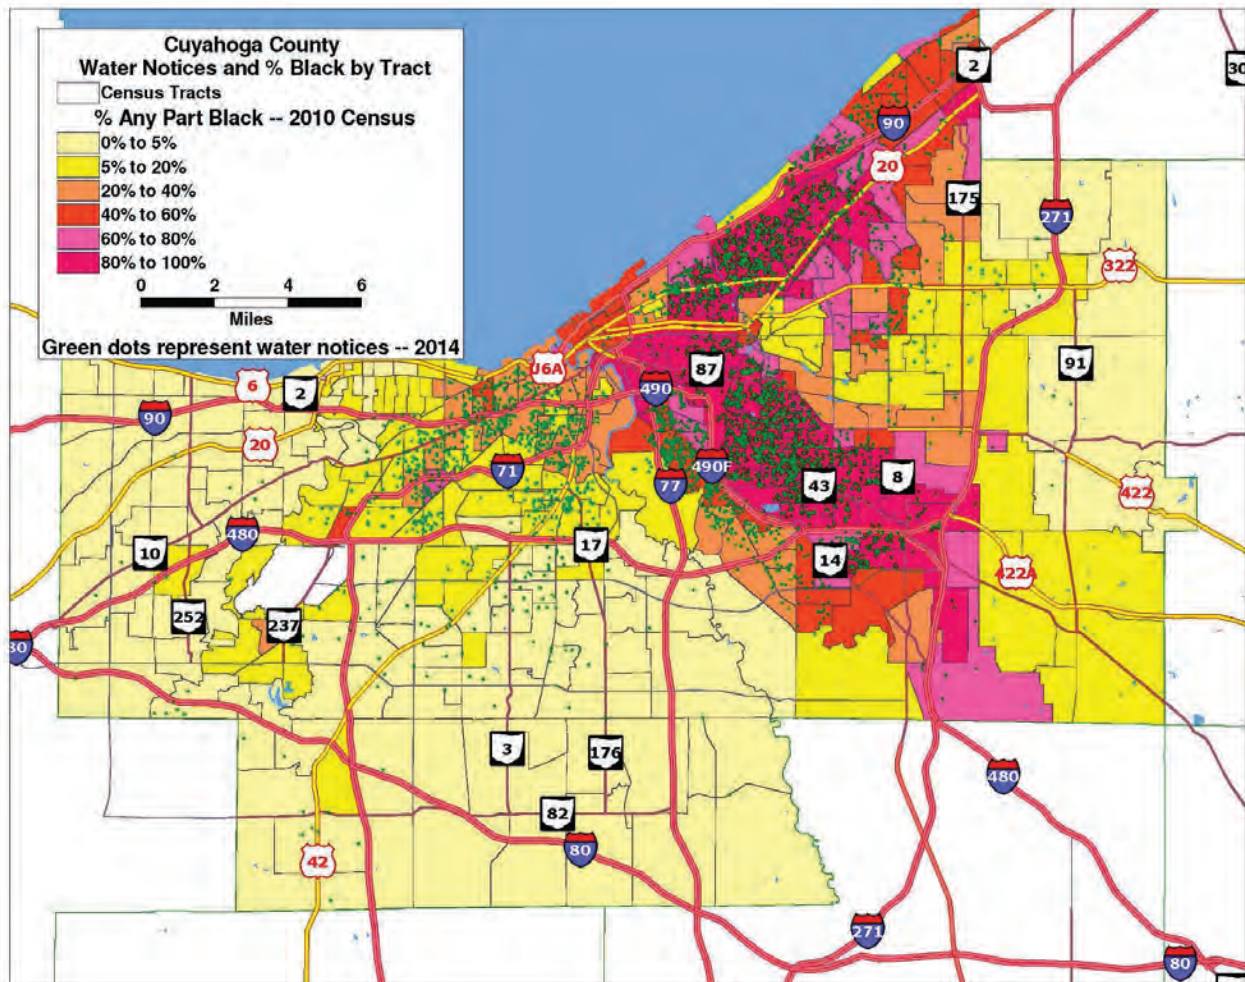 Cuyahoga County
Water Notices and % Black by Tract
Census Tracts
% Any Part Black -- 2010 Census
0% to 5%
5% to 20%
20% to 40%
40% to 60%
60% to 80%
80% to 100%
0 2 4 6
Miles
Green dots represent water notices -- 2014
2
30
90
20
175
271
322
J6A
87
91
6
2
490
90
20
71
490F
77
43
8
422
480
10
17
14
422A
252
237
80
3
176
480
82
42
80
271
80